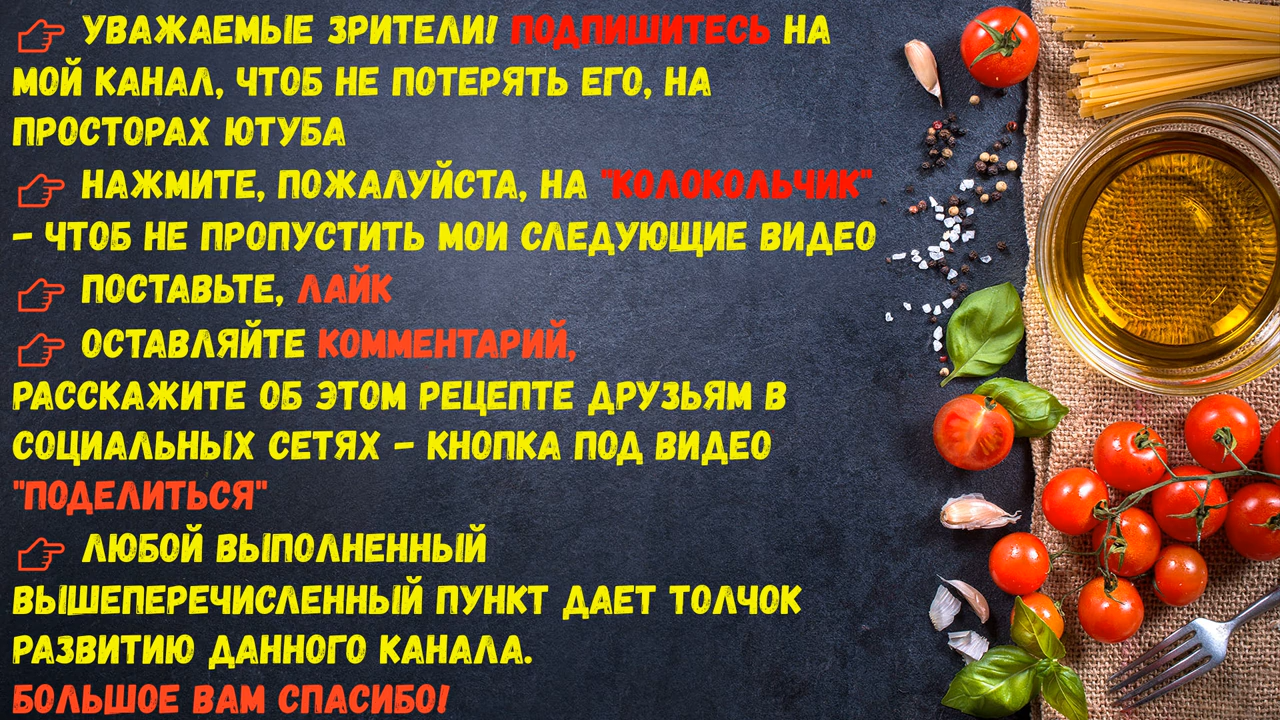 УВАЖАЕМЫЕ ЗРИТЕЛИ! ПОДПИШИТЕСЬ НА
МОЙ КАНАЛ, ЧТОБ НЕ ПОТЕРЯТЬ ЕГО, НА
ПРОСТОРАХ ЮТУБА
НАЖМИТЕ, ПОЖАЛУЙСТА, НА "КОЛОКОЛЬЧИК"
- ЧТОБ НЕ ПРОПУСТИТЬ МОИ СЛЕДУЮЩИЕ ВИДЕО
ПОСТАВЬТЕ, ЛАЙК
ОСТАВЛЯЙТЕ КОММЕНТАРИЙ,
РАССКАЖИТЕ ОБ ЭТОМ РЕЦЕПТЕ ДРУЗЬЯМ В
СОЦИАЛЬНЫХ СЕТЯХ - КНОПКА ПОД ВИДЕО
"ПОДЕЛИТЬСЯ"
ЛЮБОЙ ВЫПОЛНЕННЫЙ
ВЫШЕПЕРЕЧИСЛЕННЫЙ ПУНКТ ДАЕТ ТОЛЧОК
РАЗВИТИЮ ДАННОГО КАНАЛА.
БОЛЬШОЕ ВАМ СПАСИБО!